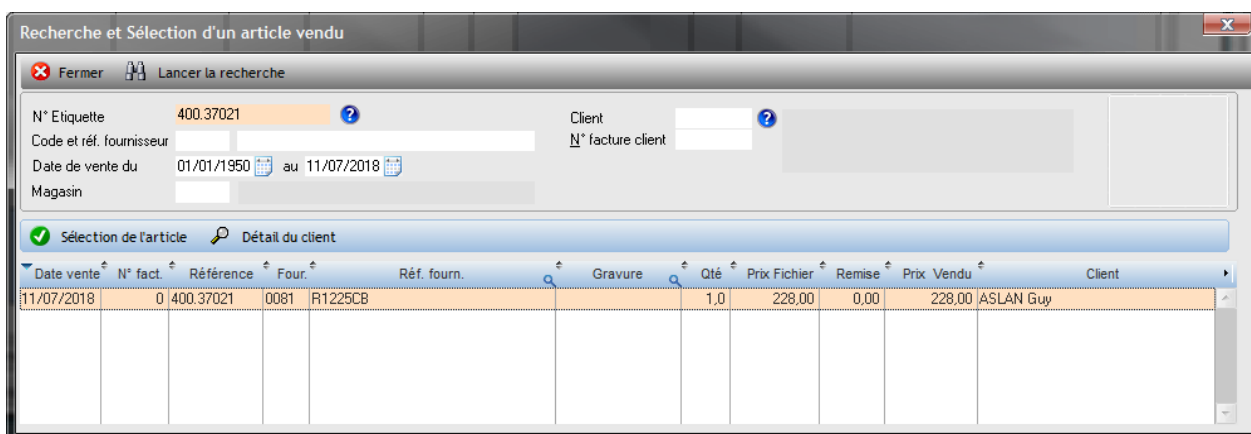 Recherche et Sélection d'un article vendu
Fermer Lancer la recherche
N° Etiquette 400.37021 Client
Code et réf. fournisseur N° facture client
Date de vente du 01/01/1950 au 11/07/2018
Magasin
Sélection de l'article Détail du client
Date vente N° fact. Référence Four. Réf. fourn. Gravure Qté Prix Fichier Remise Prix Vendu Client
11/07/2018 0 400.37021 0081 R1225CB 1,0 228,00 0,00 228,00 ASLAN Guy